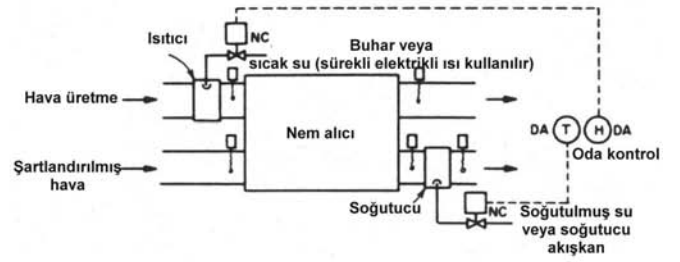 Isıtıcı
NC
Buhar veya
sıcak su (sürekli elektrikli ısı kullanılır)
Hava üretme
Nem alıcı
DA T H DA
Oda kontrol
Şartlandırılmış
hava
Soğutucu
NC
Soğutulmuş su
veya soğutucu
akışkan